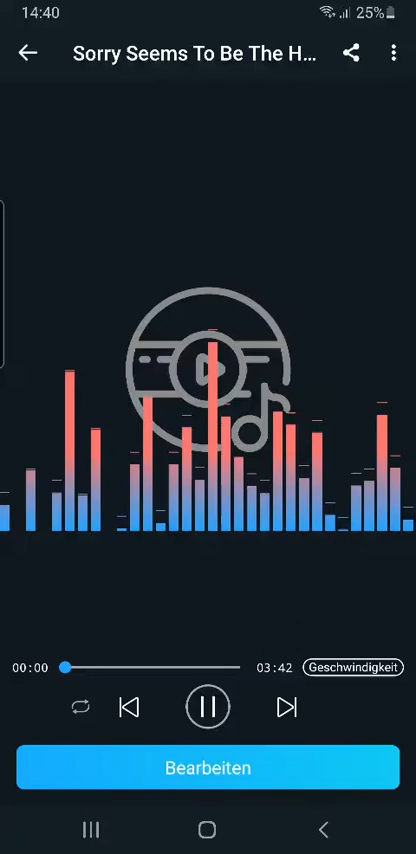 14:40 25%
Sorry Seems To Be The H...
00:00 03:42 Geschwindigkeit
Bearbeiten